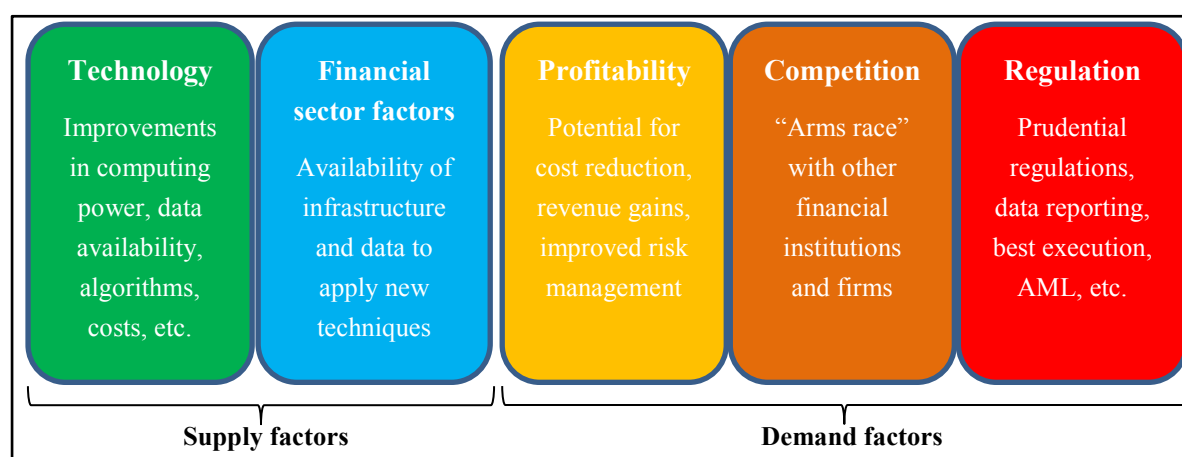 Technology
Improvements
in computing
power, data
availability,
algorithms,
costs, etc.
Financial
sector factors
Availability of
infrastructure
and data to
apply new
techniques
Profitability
Potential for
cost reduction,
revenue gains,
improved risk
management
Competition
“Arms race”
with other
financial
institutions
and firms
Regulation
Prudential
regulations,
data reporting,
best execution,
AML, etc.
Supply factors
Demand factors